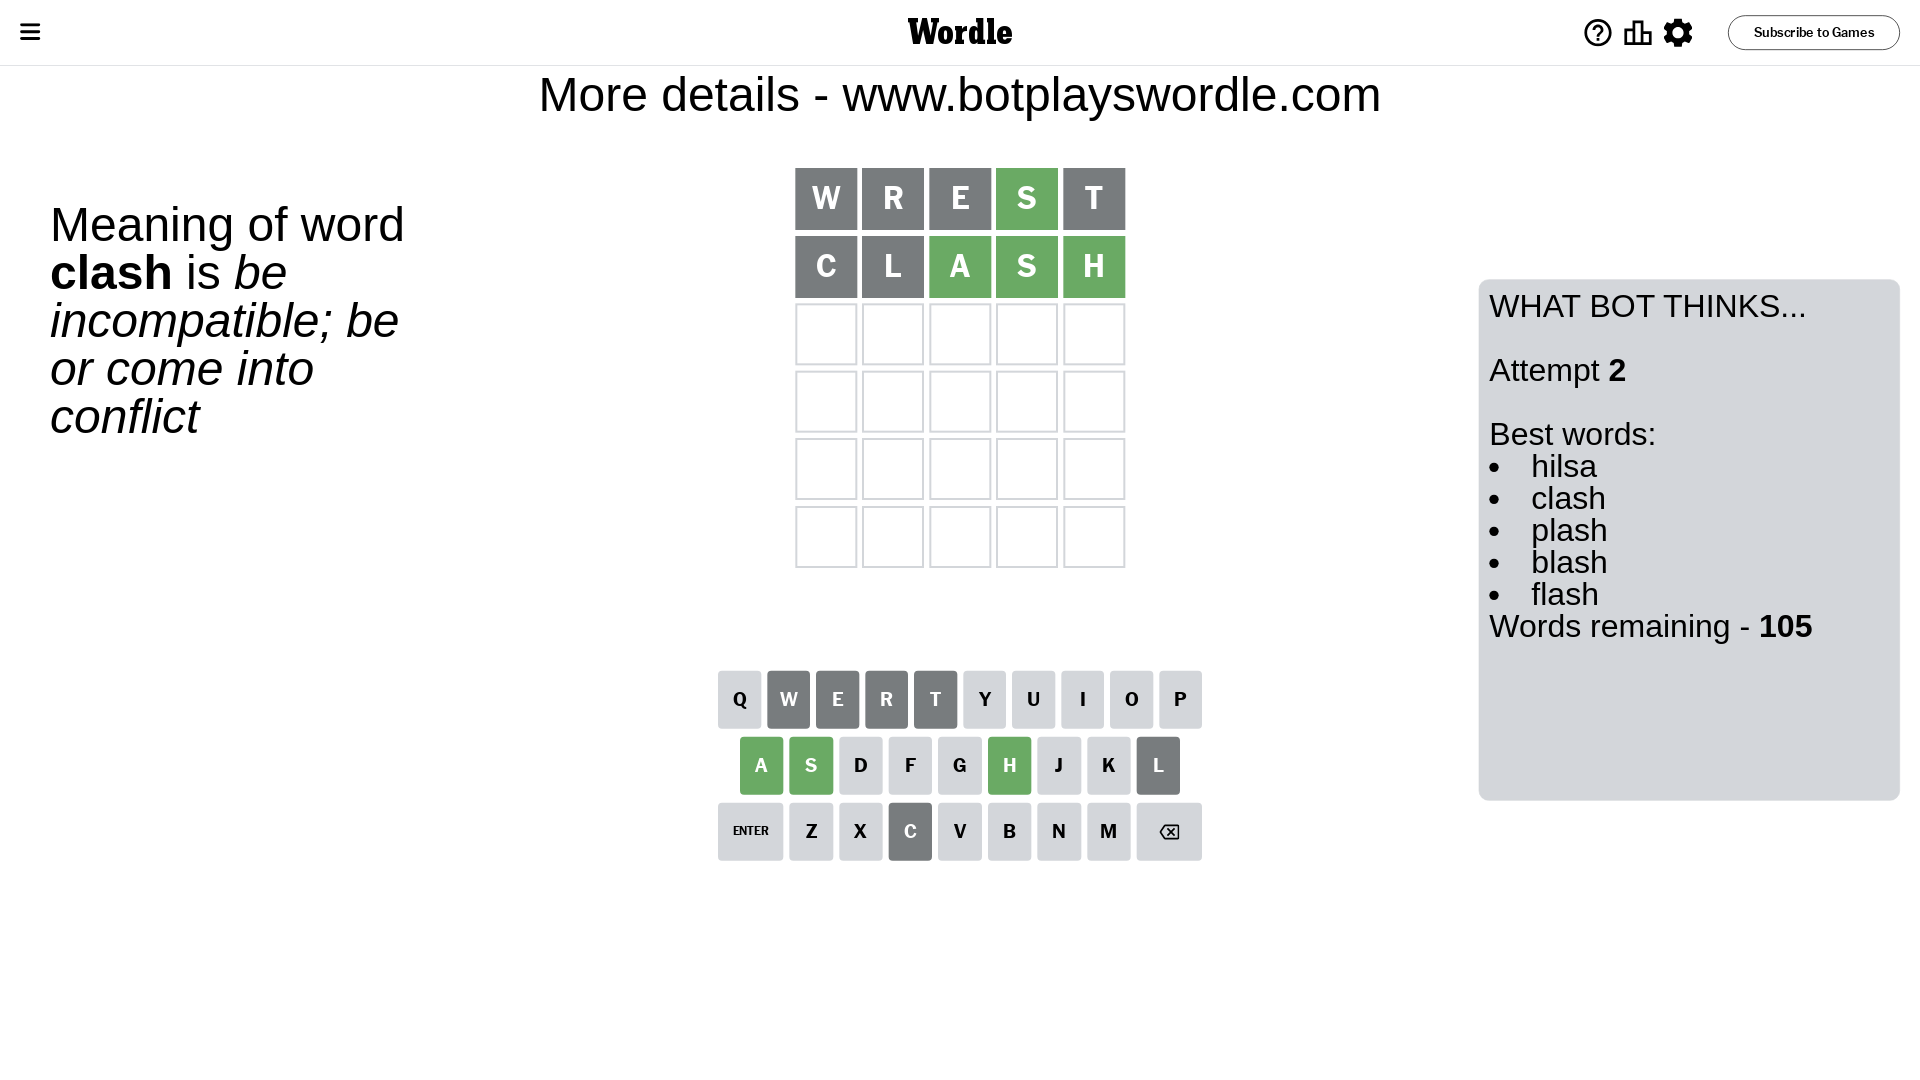 Wordle
Subscribe to Games
More details - www.botplayswordle.com
Meaning of word
clash is be
incompatible; be
or come into
conflict
W R E S T
C L A S H
WHAT BOT THINKS...
Attempt 2
Best words:
• hilsa
• clash
• plash
• blash
• flash
Words remaining - 105
Q W E R T Y U I O P
A S D F G H J K L
ENTER Z X C V B N M